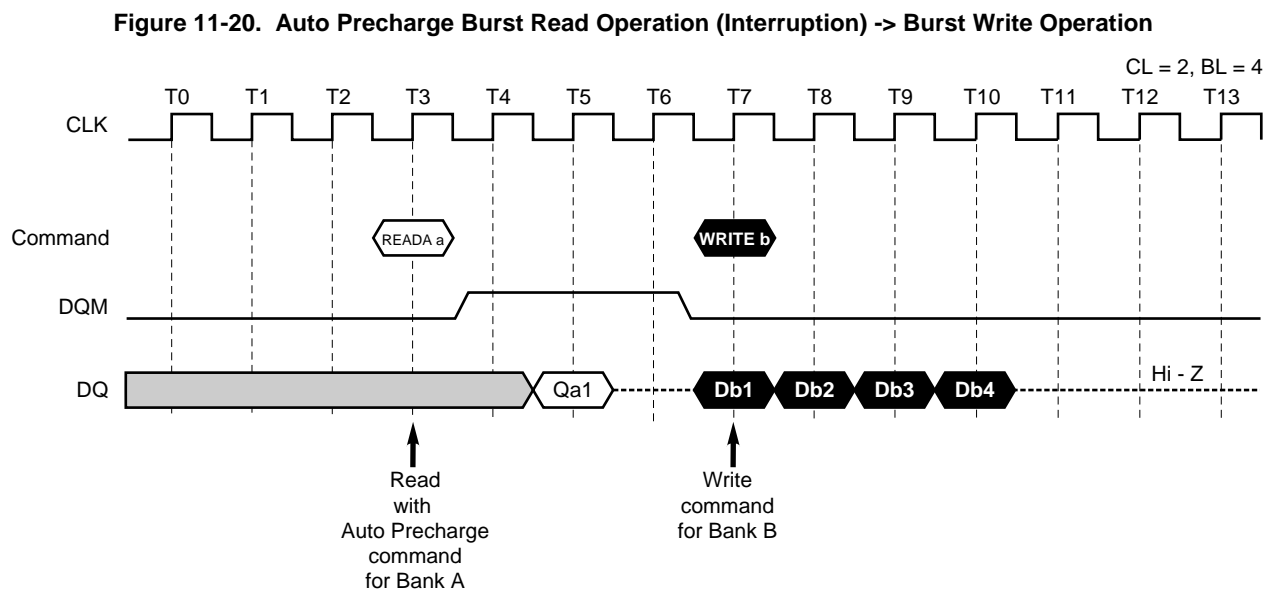 Figure 11-20. Auto Precharge Burst Read Operation (Interruption) -> Burst Write Operation
CL = 2, BL = 4
T0 T1 T2 T3 T4 T5 T6 T7 T8 T9 T10 T11 T12 T13
CLK
Command READA a WRITE b
DQM
DQ Qa1 Db1 Db2 Db3 Db4 Hi - Z
Read
with
Auto Precharge
command
for Bank A
Write
command
for Bank B